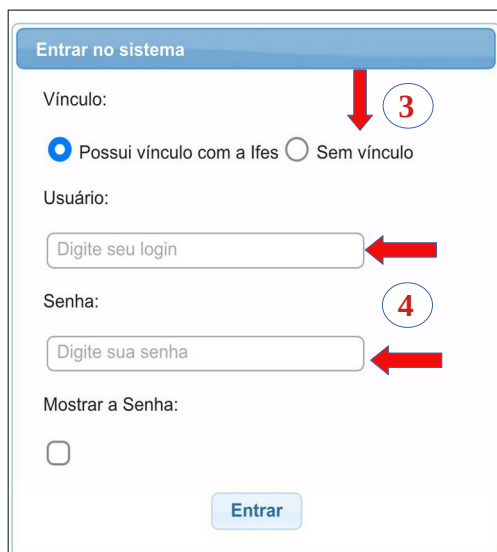 Entrar no sistema
Vínculo:
3
Possui vínculo com a Ifes Sem vínculo
Usuário:
Digite seu login
Senha:
4
Digite sua senha
Mostrar a Senha:
Entrar